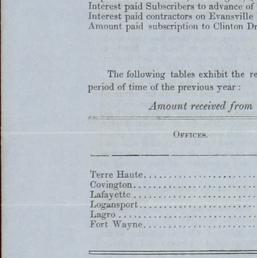 Interest paid Subscribers to advance of
Interest paid contractors on Evansville
Amount paid subscription to Clinton Dr
The following tables exhibit the re
period of time of the previous year :
Amount received from
OFFICES.
Terre Haute
Covington
Lafayette
Logansport
Lagro
Fort Wayne